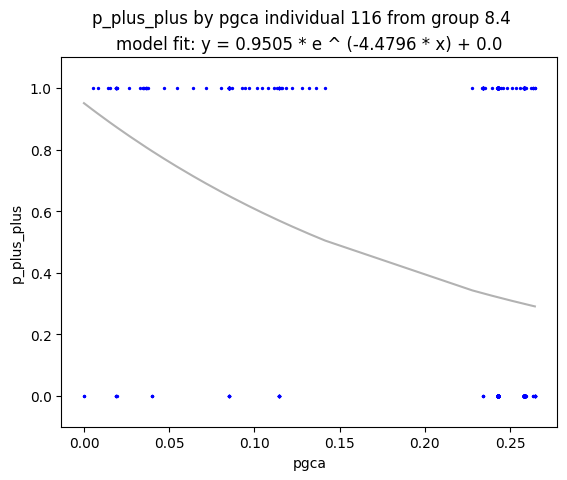 p_plus_plus by pgca individual 116 from group 8.4
model fit: y = 0.9505 * e ^ (-4.4796 * x) + 0.0
1.0
0.8
0.6
0.4
0.2
0.0
p_plus_plus
0.00 0.05 0.10 0.15 0.20 0.25
pgca